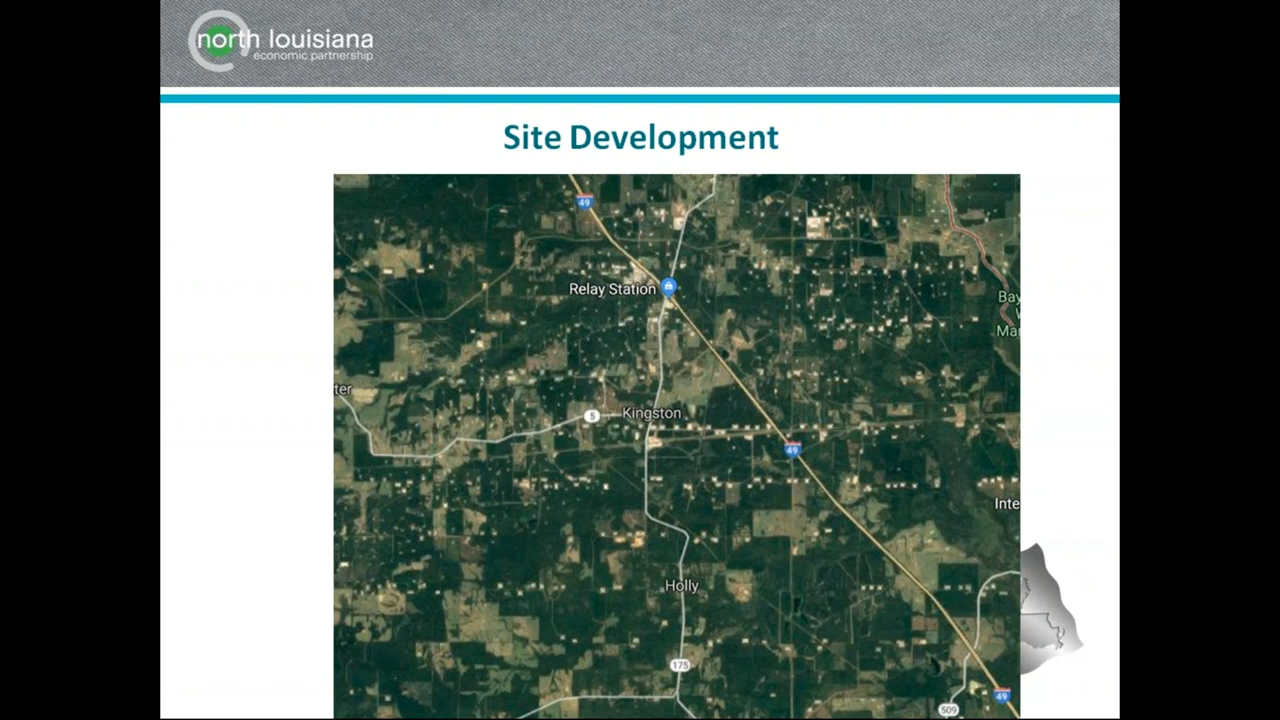 north louisiana
economic partnership
Site Development
49
Relay Station
Bay
Ma
ter
5
Kingston
49
Inte
Holly
175
49
509